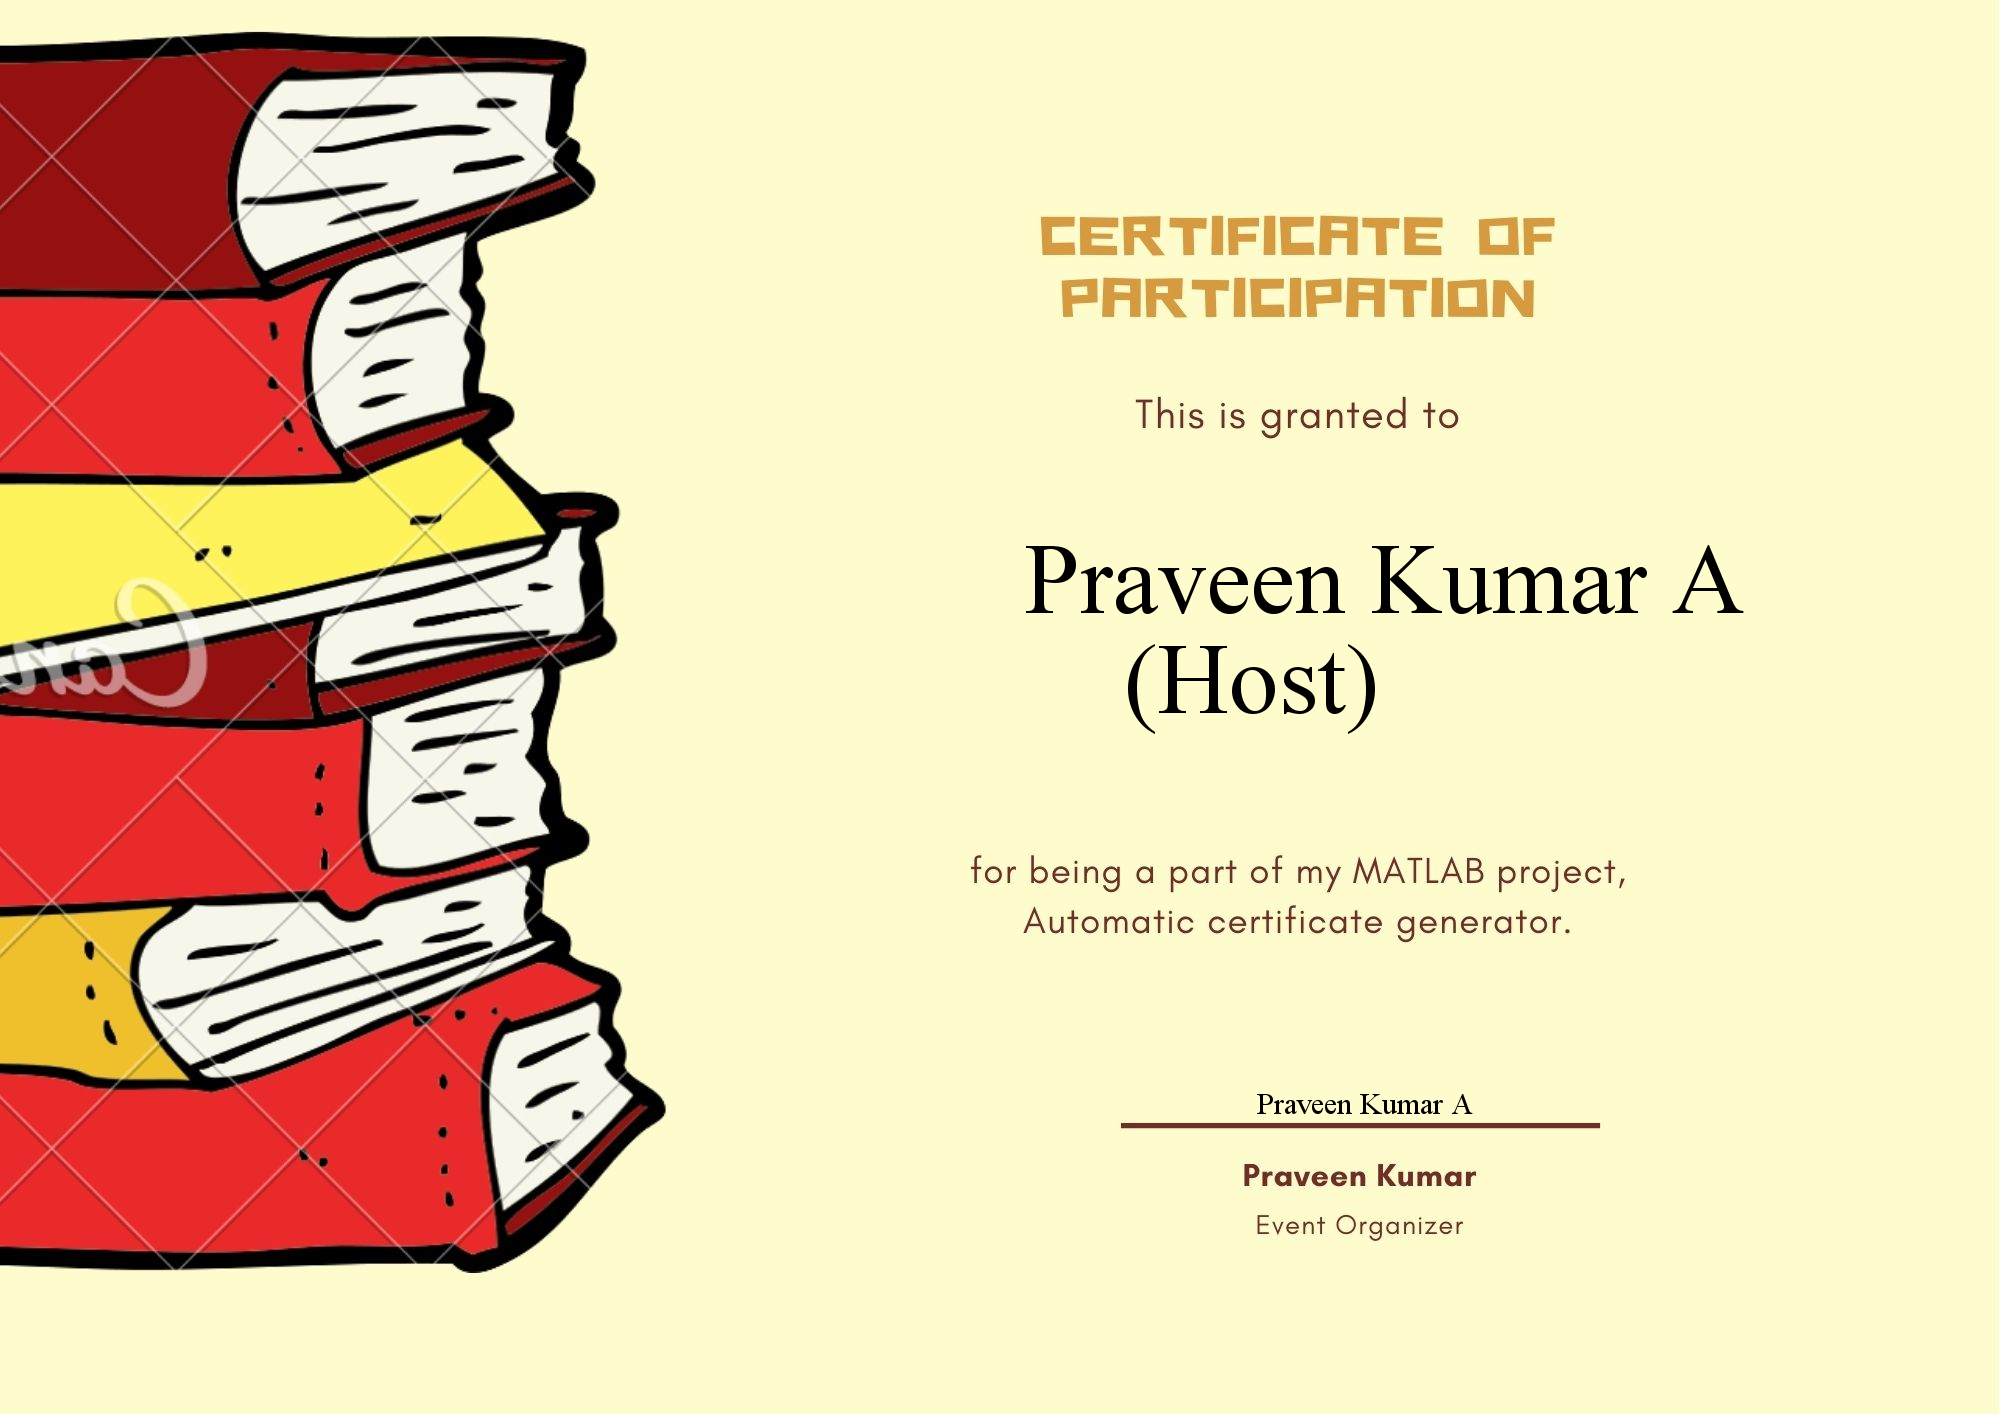 CERTIFICATE OF
PARTICIPATION
This is granted to
Praveen Kumar A
(Host)
for being a part of my MATLAB project,
Automatic certificate generator.
Praveen Kumar A
Praveen Kumar
Event Organizer